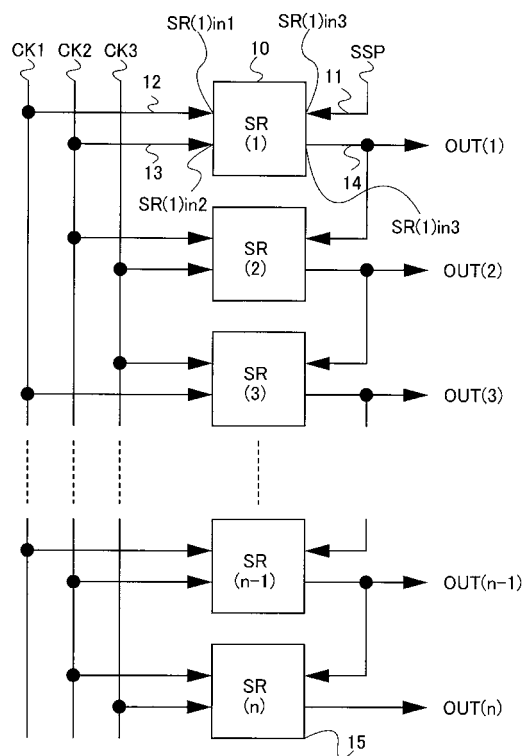 SR(1)in1
10
SR(1)in3
CK1
CK2
CK3
SSP
12
11
SR
(1)
OUT(1)
13
14
SR(1)in2
SR(1)in3
SR
(2)
OUT(2)
SR
(3)
OUT(3)
SR
(n-1)
OUT(n-1)
SR
(n)
OUT(n)
15